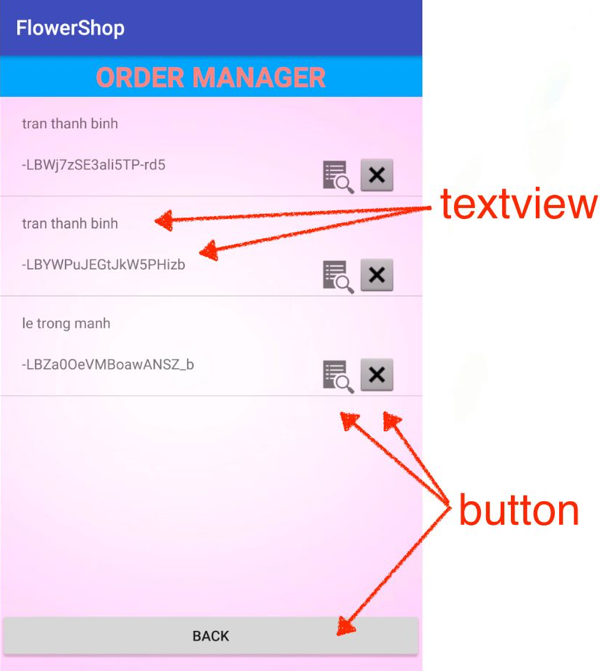 FlowerShop
ORDER MANAGER
tran thanh binh
-LBWj7zSE3ali5TP-rd5
tran thanh binh
-LBYWPuJEGtJkW5PHizb
le trong manh
-LBZa0OeVMBoawANSZ_b
textview
button
BACK